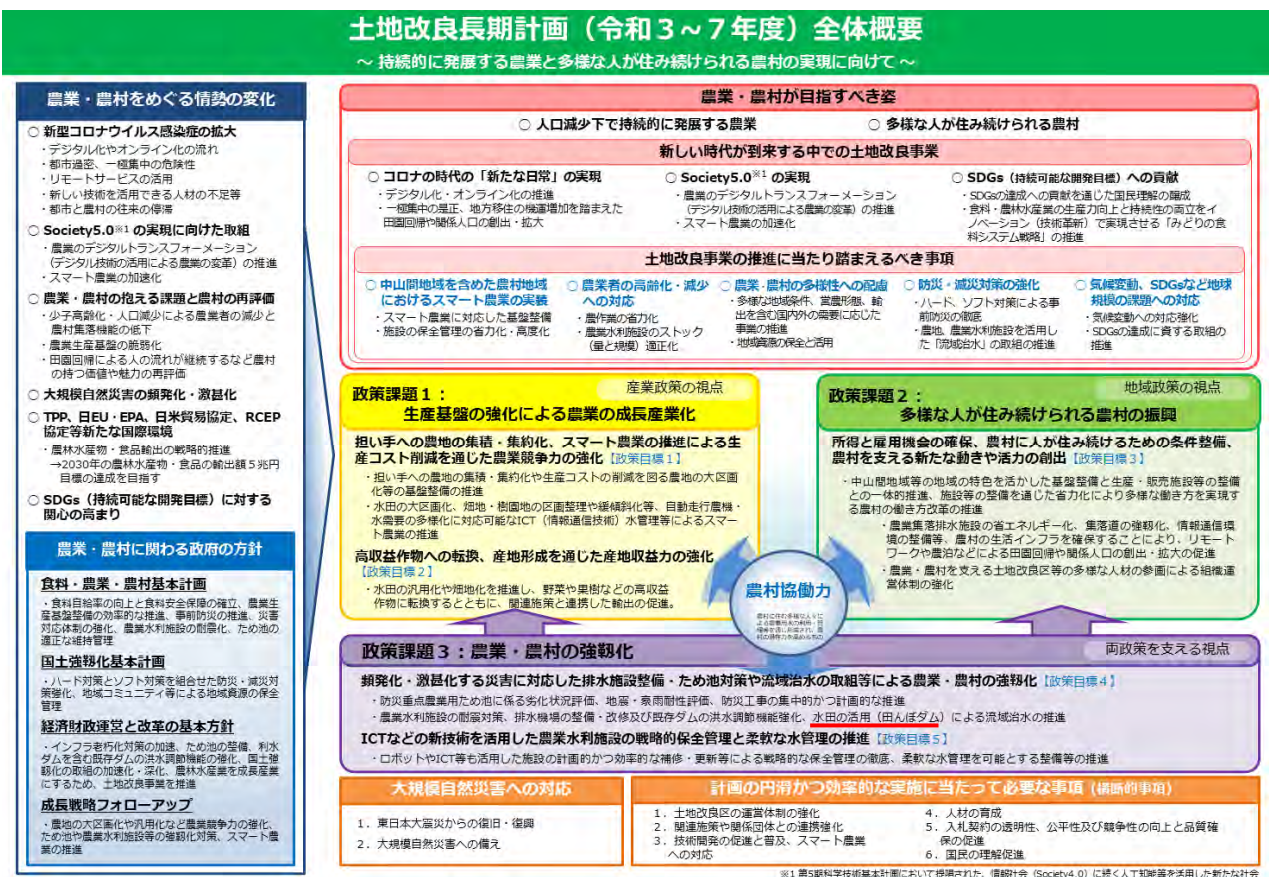 土地改良長期計画（令和３～７年度）全体概要
～ 持続的に発展する農業と多様な人が住み続けられる農村の実現に向けて ～
農業・農村をめぐる情勢の変化
○ 新型コロナウイルス感染症の拡大
・デジタル化やオンライン化の流れ
・都市過密、一極集中の危険性
・リモートサービスの活用
・新しい技術を活用できる人材の不足等
・都市と農村の往来の停滞
○ Society5.0※1 の実現に向けた取組
・農業のデジタルトランスフォーメーション
（デジタル技術の活用による農業の変革）の推進
・スマート農業の加速化
○ 農業・農村の抱える課題と農村の再評価
・少子高齢化・人口減少による農業者の減少と
農村集落機能の低下
・農業生産基盤の脆弱化
・田園回帰による人の流れが継続するなど農村
の持つ価値や魅力の再評価
○ 大規模自然災害の頻発化・激甚化
○ TPP、日EU・EPA、日米貿易協定、RCEP
協定等新たな国際環境
・農林水産物・食品輸出の戦略的推進
→2030年の農林水産物・食品の輸出額５兆円
目標の達成を目指す
○ SDGs（持続可能な開発目標）に対する
関心の高まり
農業・農村に関わる政府の方針
食料・農業・農村基本計画
・食料自給率の向上と食料安全保障の確立、農業生
産基盤整備の効率的な推進、事前防災の推進、災害
対応体制の強化、農業水利施設の耐震化、ため池の
適正な維持管理
国土強靱化基本計画
・ハード対策とソフト対策を組合せた防災・減災対
策強化、地域コミュニティ等による地域資源の保全
管理
経済財政運営と改革の基本方針
・インフラ老朽化対策の加速、ため池の整備、利水
ダムを含む既存ダムの洪水調節機能の強化、国土強
靱化の取組の加速化・深化、農林水産業を成長産業
にするため、土地改良事業を推進
成長戦略フォローアップ
・農地の大区画化や汎用化など農業競争力の強化、
ため池や農業水利施設等の強靱化対策、スマート農
業の推進
農業・農村が目指すべき姿
○ 人口減少下で持続的に発展する農業
○ 多様な人が住み続けられる農村
新しい時代が到来する中での土地改良事業
○ コロナの時代の「新たな日常」の実現
・デジタル化・オンライン化の推進
・一極集中の是正、地方移住の機運増加を踏まえた
田園回帰や関係人口の創出・拡大
○ Society5.0※1 の実現
・農業のデジタルトランスフォーメーション
（デジタル技術の活用による農業の変革）の推進
・スマート農業の加速化
○ SDGs（持続可能な開発目標）への貢献
・SDGsの達成への貢献を通じた国民理解の醸成
・食料・農林水産業の生産力向上と持続性の両立をイ
ノベーション（技術革新）で実現させる「みどりの食
料システム戦略」の推進
土地改良事業の推進に当たり踏まえるべき事項
○ 中山間地域を含めた農村地域
におけるスマート農業の実装
・スマート農業に対応した基盤整備
・施設の保全管理の省力化・高度化
○ 農業者の高齢化・減少
への対応
・農作業の省力化
・農業水利施設のストック
（量と規模）適正化
○ 農業・農村の多様性への配慮
・多様な地域条件、営農形態、輸
出を含む国内外の需要に応じた
事業の推進
・地域資源の保全と活用
○ 防災・減災対策の強化
・ハード、ソフト対策による事
前防災の徹底
・農地、農業水利施設を活用し
た「流域治水」の取組の推進
○ 気候変動、SDGsなど地球
規模の課題への対応
・気候変動への対応強化
・SDGsの達成に資する取組の
推進
政策課題１：
産業政策の視点
生産基盤の強化による農業の成長産業化
担い手への農地の集積・集約化、スマート農業の推進による生
産コスト削減を通じた農業競争力の強化【政策目標１】
・担い手への農地の集積・集約化や生産コストの削減を図る農地の大区画
化等の基盤整備の推進
・水田の大区画化、畑地・樹園地の区画整理や緩傾斜化等、自動走行農機・
水需要の多様化に対応可能なICT（情報通信技術）水管理等によるスマー
ト農業の推進
高収益作物への転換、産地形成を通じた産地収益力の強化
【政策目標２】
・水田の汎用化や畑地化を推進し、野菜や果樹などの高収益
作物に転換するとともに、関連施策と連携した輸出の促進。
政策課題２：
地域政策の視点
多様な人が住み続けられる農村の振興
所得と雇用機会の確保、農村に人が住み続けるための条件整備、
農村を支える新たな動きや活力の創出【政策目標３】
・中山間地域等の地域の特色を活かした基盤整備と生産・販売施設等の整備
との一体的推進、施設等の整備を通じた省力化により多様な働き方を実現す
る農業の働き方改革の推進
・農業集落排水施設の省エネルギー化、集落道の強靱化、情報通信環
境の整備等、農村の生活インフラを確保することにより、リモート
ワークや農泊などによる田園回帰や関係人口の創出・拡大の促進
・農業・農村を支える土地改良区等の多様な人材の参画による組織運
営体制の強化
農村協働力
政策課題３：農業・農村の強靱化
両政策を支える視点
頻発化・激甚化する災害に対応した排水施設整備・ため池対策や流域治水の取組等による農業・農村の強靱化【政策目標４】
・防災重点農業用ため池に係る劣化状況評価、地震・豪雨耐性評価、防災工事の集中的かつ計画的な推進
・農業水利施設の耐震対策、排水機場の整備・改修及び既存ダムの洪水調節機能強化、水田の活用（田んぼダム）による流域治水の推進
ICTなどの新技術を活用した農業水利施設の戦略的保全管理と柔軟な水管理の推進【政策目標５】
・ロボットやICT等も活用した施設の計画的かつ効率的な補修・更新等による戦略的な保全管理の徹底、柔軟な水管理を可能とする整備等の推進
大規模自然災害への対応
1．東日本大震災からの復旧・復興
2．大規模自然災害への備え
計画の円滑かつ効率的な実施に当たって必要な事項（横断的事項）
1．土地改良区の運営体制の強化
2．関連施策や関係団体との連携強化
3．技術開発の促進と普及、スマート農業
への対応
4．人材の育成
5．入札契約の透明性、公平性及び競争性の向上と品質確
保の促進
6．国民の理解促進
※1 第5期科学技術基本計画において提唱された、情報社会（Society4.0）に続く人工知能等を活用した新たな社会